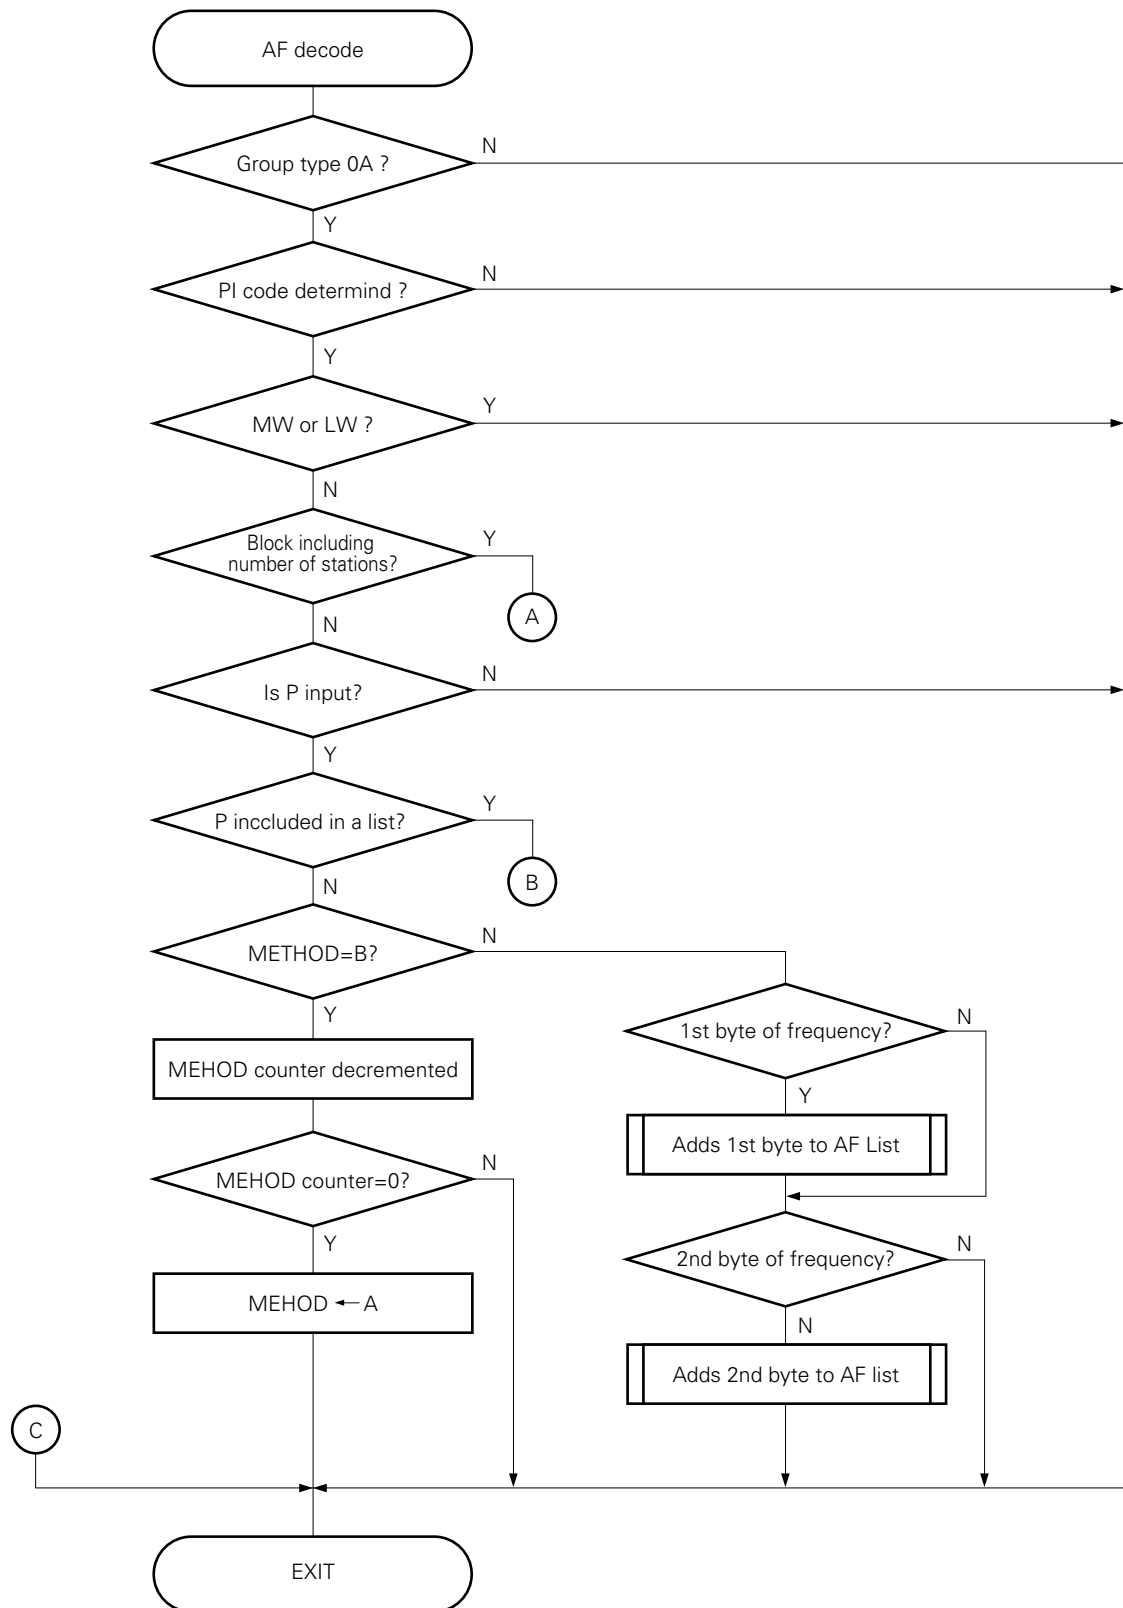 AF decode
N
Group type 0A ?
Y
N
PI code determind ?
Y
Y
MW or LW ?
N
Block including
number of stations?
Y
A
N
N
Is P input?
Y
Y
P inccluded in a list?
B
N
N
METHOD=B?
Y
1st byte of frequency?
N
MEHOD counter decremented
Y
Adds 1st byte to AF List
MEHOD counter=0?
N
Y
2nd byte of frequency?
N
MEHOD ← A
N
Adds 2nd byte to AF list
C
EXIT